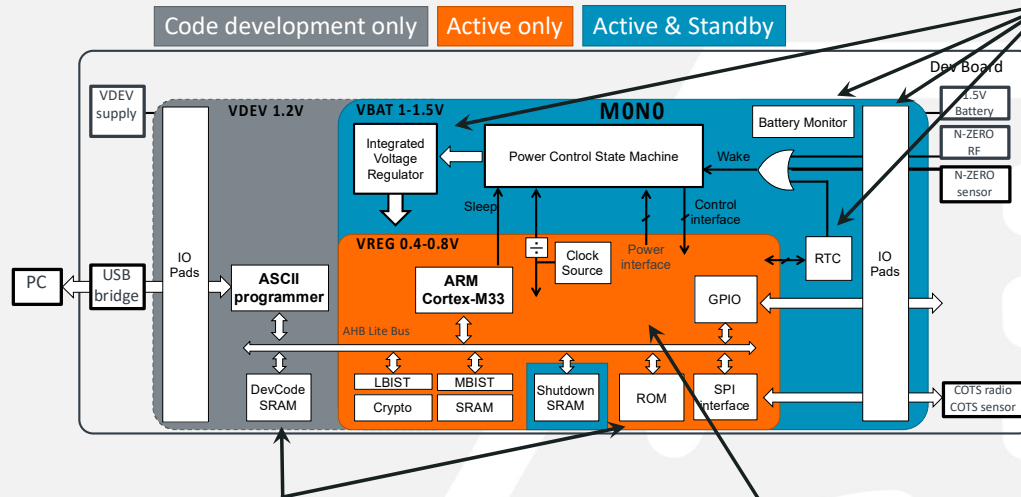 Code development only
Active only
Active & Standby
Dev Board
VDEV
supply
VDEV 1.2V
VBAT 1-1.5V
M0N0
Battery Monitor
1.5V
Battery
N-ZERO
RF
N-ZERO
sensor
Integrated
Voltage
Regulator
Power Control State Machine
Wake
Sleep
Control
interface
VREG 0.4-0.8V
÷
Clock
Source
Power
interface
RTC
IO
Pads
IO
Pads
PC
USB
bridge
ASCII
programmer
ARM
Cortex-M33
GPIO
AHB Lite Bus
DevCode
SRAM
LBIST
Crypto
MBIST
SRAM
Shutdown
SRAM
ROM
SPI
interface
COTS radio
COTS sensor